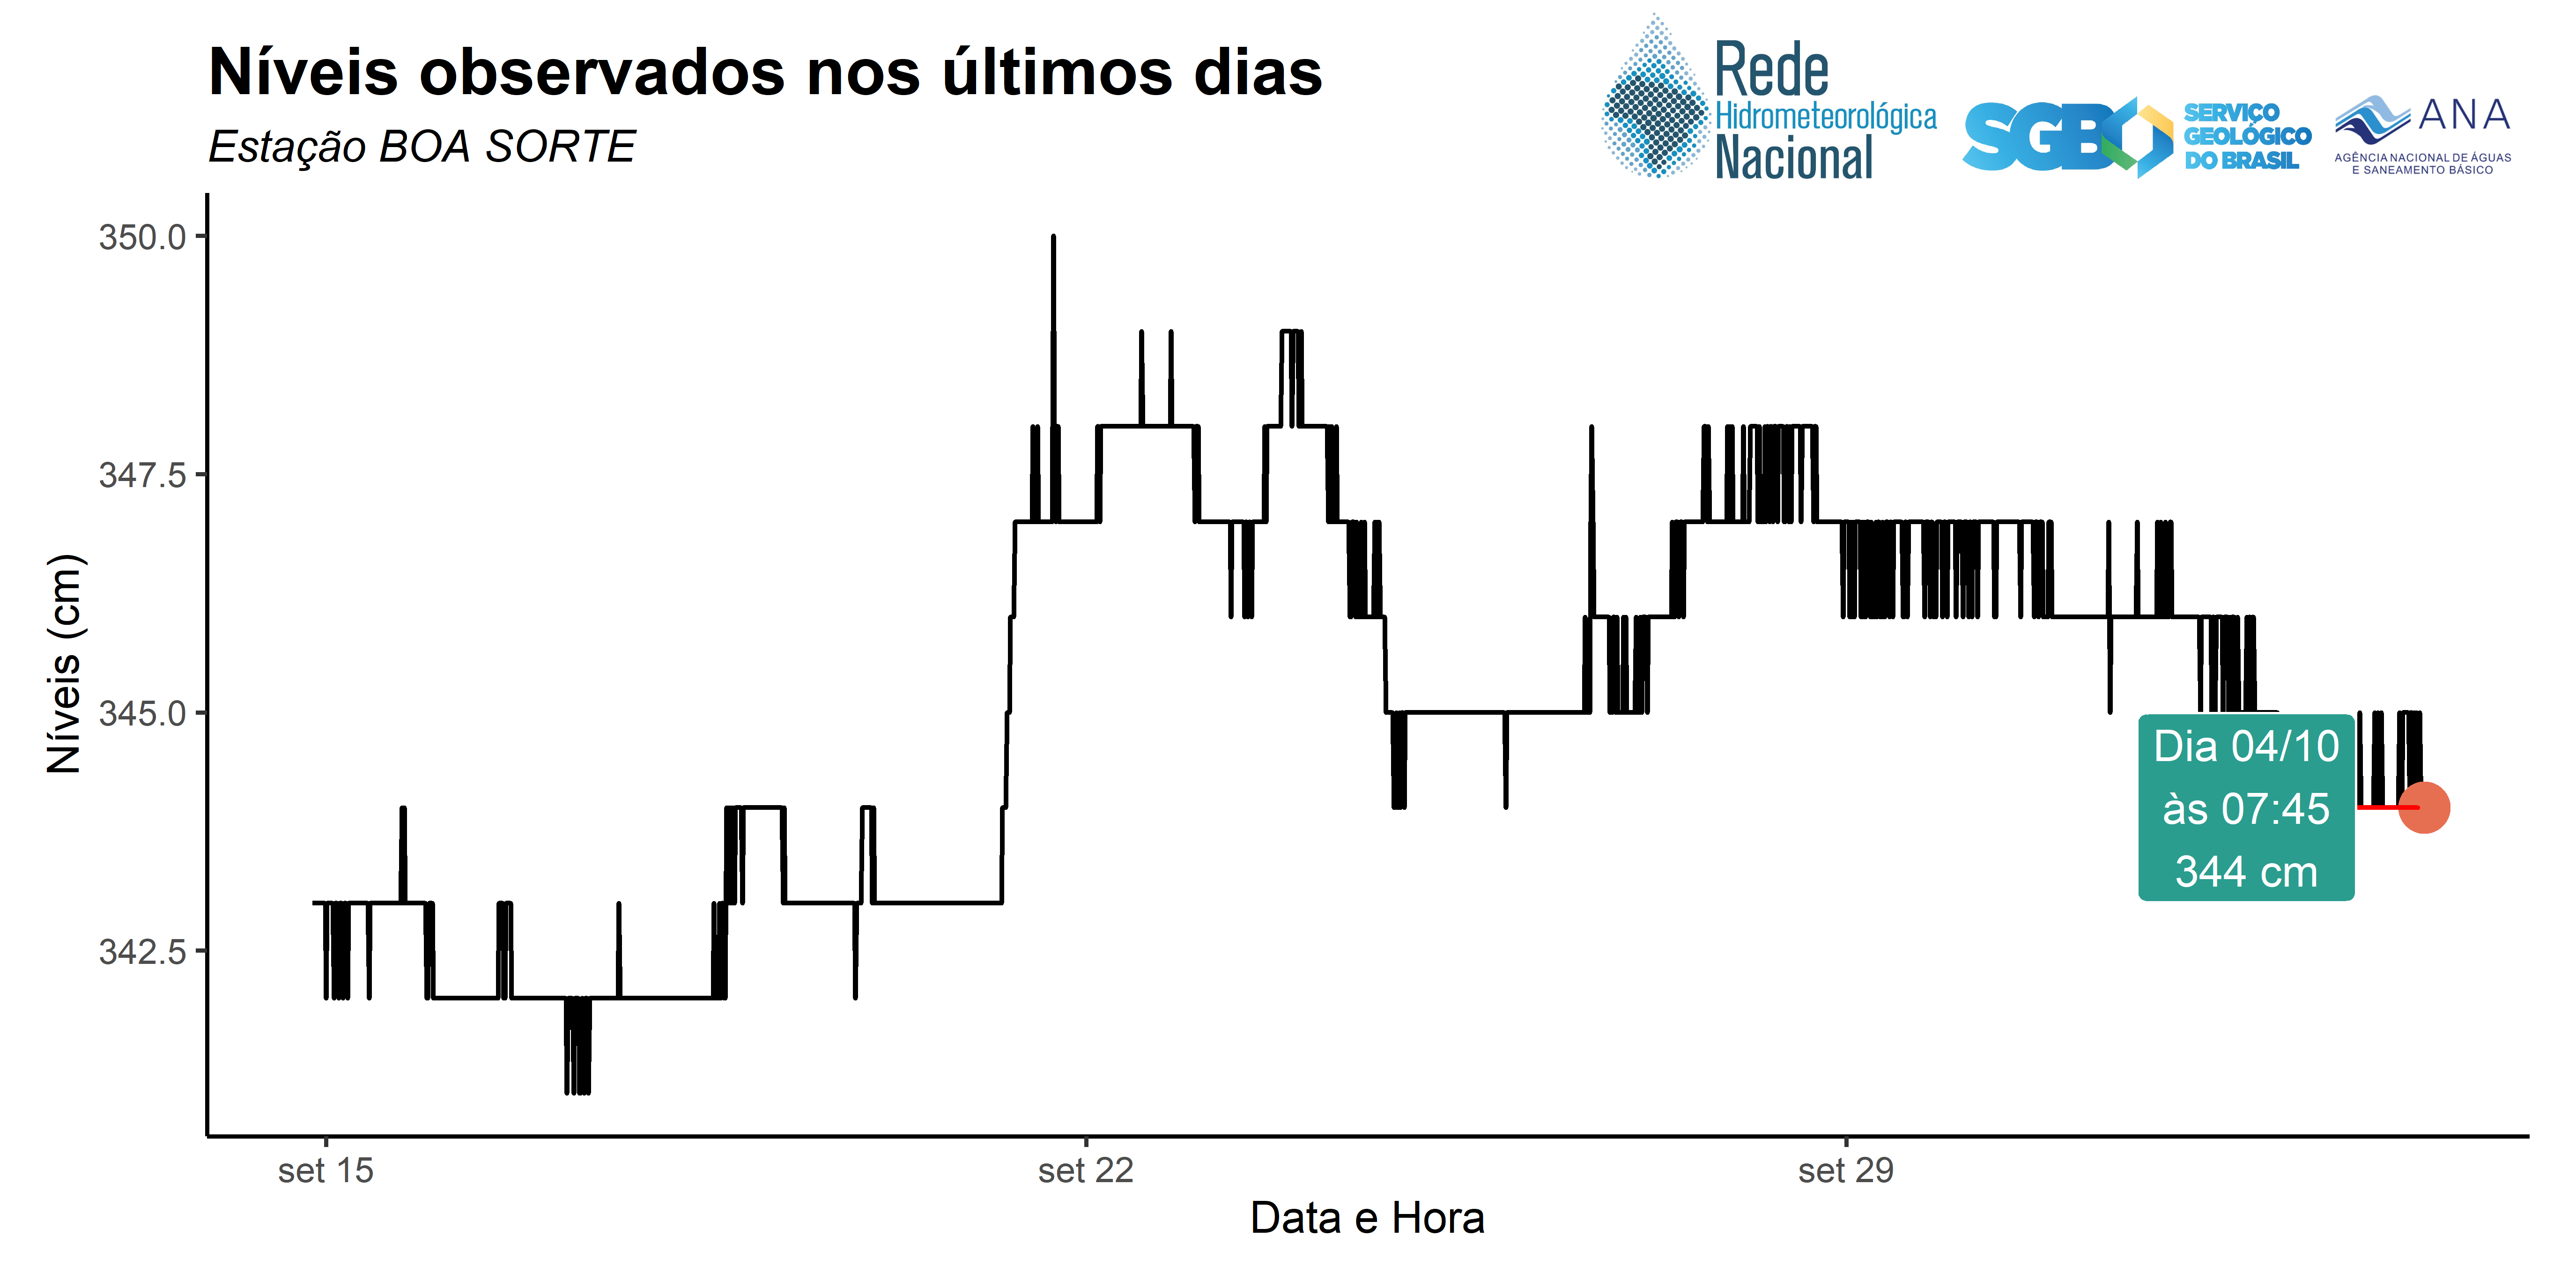 Níveis observados nos últimos dias
Estação BOA SORTE
Rede
Hidrometeorológica
Nacional
SGB
SERVIÇO
GEOLÓGICO
DO BRASIL
ANA
AGÊNCIA NACIONAL DE ÁGUAS
E SANEAMENTO BÁSICO
Níveis (cm)
350.0
347.5
345.0
342.5
Dia 04/10
às 07:45
344 cm
set 15
set 22
set 29
Data e Hora